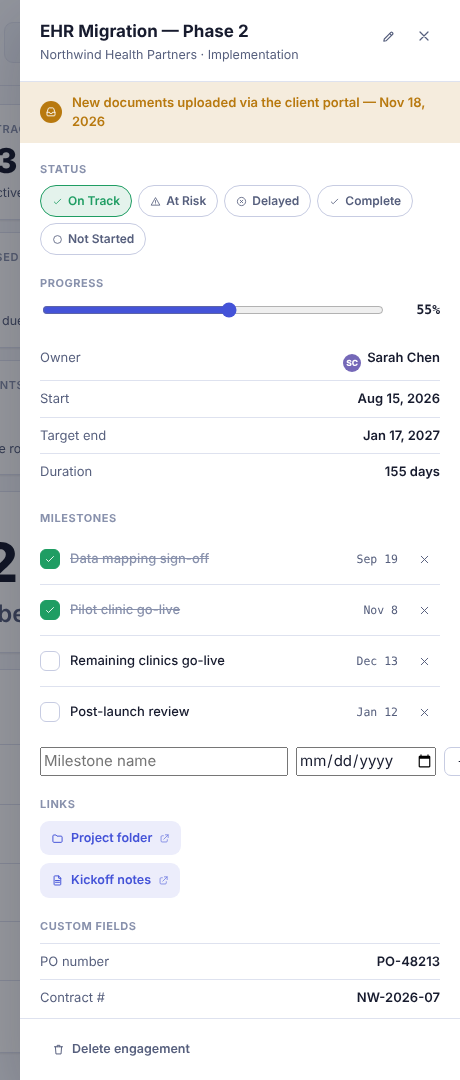 EHR Migration — Phase 2
Northwind Health Partners · Implementation
New documents uploaded via the client portal — Nov 18,
2026
STATUS
On Track
At Risk
Delayed
Complete
Not Started
PROGRESS
55%
Owner SC Sarah Chen
Start Aug 15, 2026
Target end Jan 17, 2027
Duration 155 days
MILESTONES
Data mapping sign-off Sep 19
Pilot clinic go-live Nov 8
Remaining clinics go-live Dec 13
Post-launch review Jan 12
Milestone name mm/dd/yyyy
LINKS
Project folder
Kickoff notes
CUSTOM FIELDS
PO number PO-48213
Contract # NW-2026-07
Delete engagement